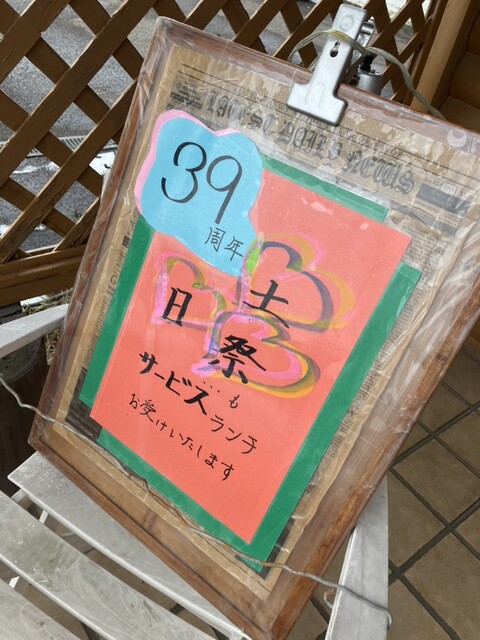 39
周年
土
日 祭
サービスランチ
も
お受けいたします